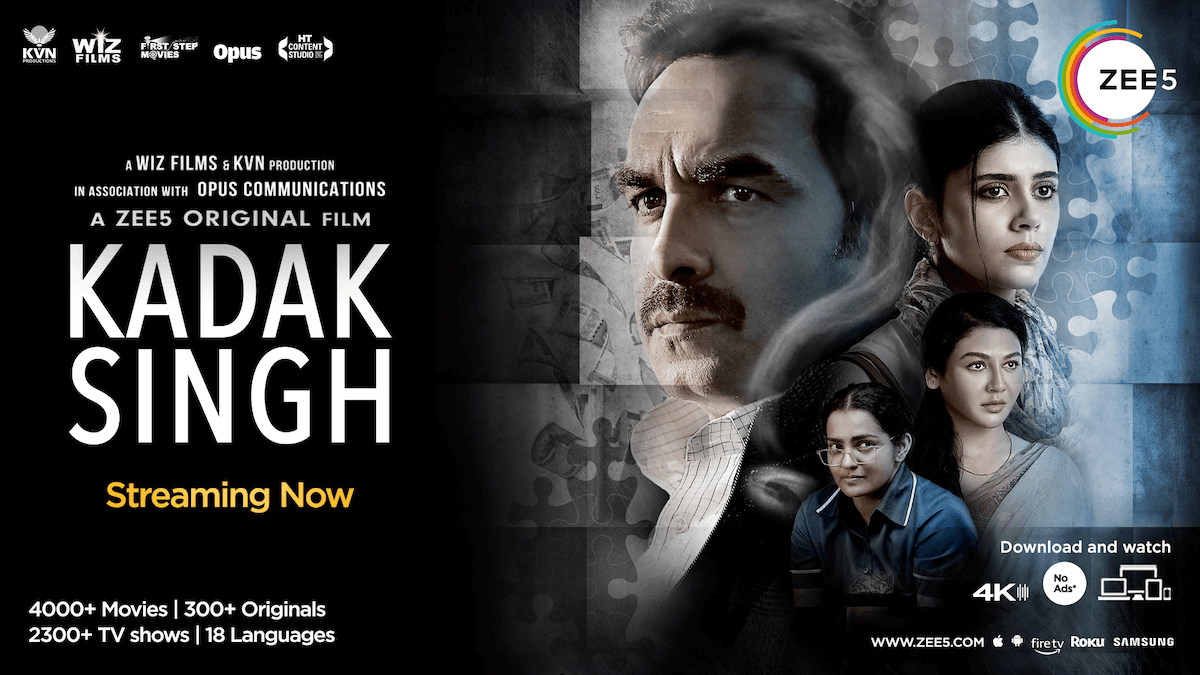 KVN
PRODUCTIONS
WIZ
FILMS
FIRST STEP
MOVIES
Opus
HT
CONTENT
STUDIO
ZEE5
A WIZ FILMS & KVN PRODUCTION
IN ASSOCIATION WITH OPUS COMMUNICATIONS
A ZEE5 ORIGINAL FILM
KADAK
SINGH
Streaming Now
4000+ Movies | 300+ Originals
2300+ TV shows | 18 Languages
Download and watch
4K
No
Ads*
WWW.ZEE5.COM firetv Roku SAMSUNG